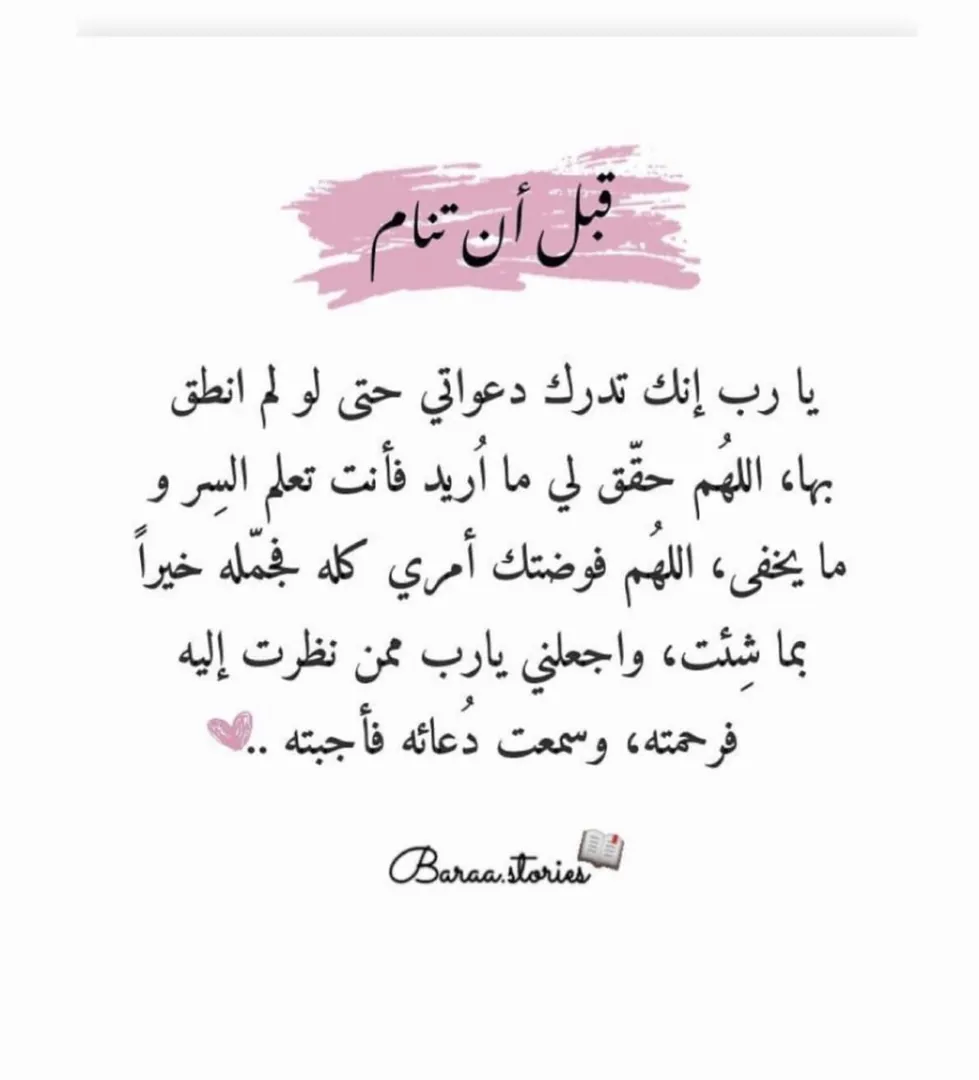 قبل أن تنام
يا رب إنك تدرك دعواتي حتى لو لم انطق
بها، اللهُم حقّق لي ما اُريد فأنت تعلم السِر و
ما يخفى، اللهُم فوضتك أمري كله فجمّله خيراً
بما شِئت، واجعلني يارب ممن نظرت إليه
فرحمته، وسمعت دُعائه فأجبته ..
Baraa.stories